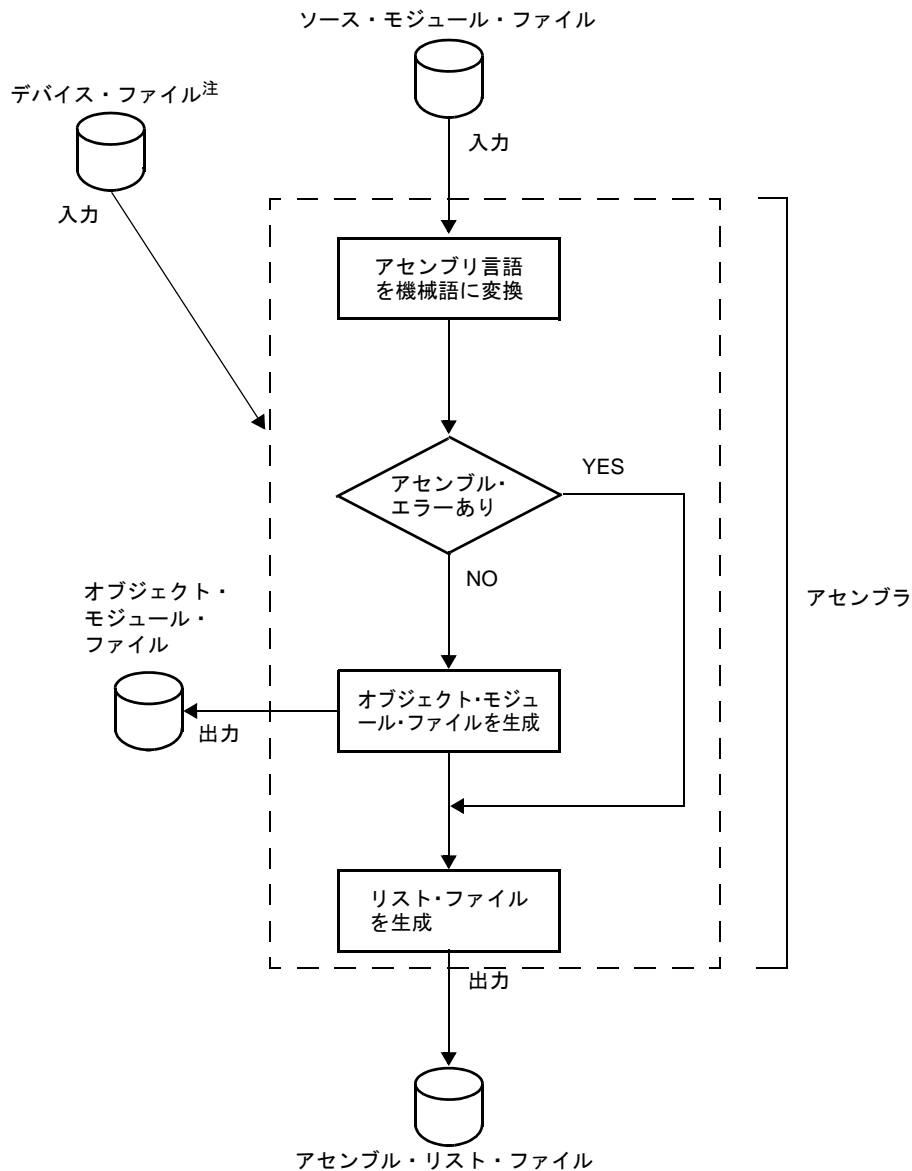 ソース・モジュール・ファイル
デバイス・ファイル注
入力
入力
アセンブリ言語
を機械語に変換
アセンブル・
エラーあり
YES
NO
オブジェクト・
モジュール・
ファイル
アセンブラ
オブジェクト・モジュ
ール・ファイルを生成
出力
リスト・ファイル
を生成
出力
アセンブル・リスト・ファイル